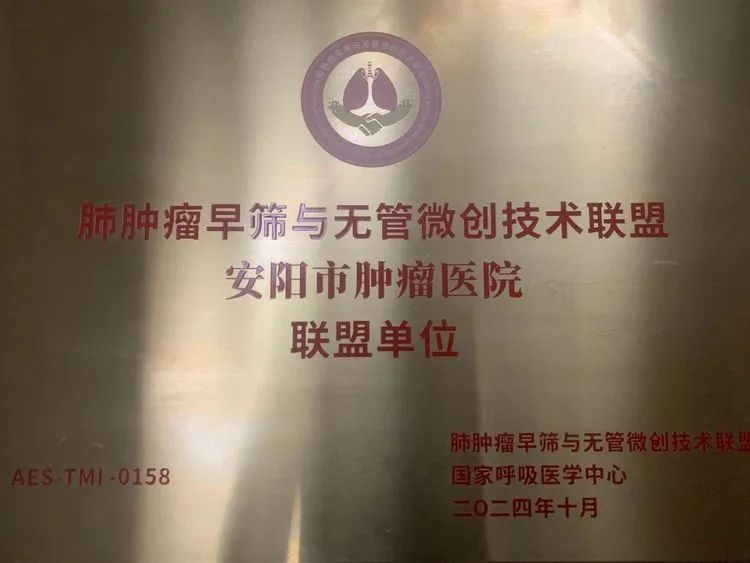 肺肿瘤早筛与无管微创技术联盟
安阳市肿瘤医院
联盟单位
肺肿瘤早筛与无管微创技术联盟
AES-TMI-0158
国家呼吸医学中心
二O二四年十月